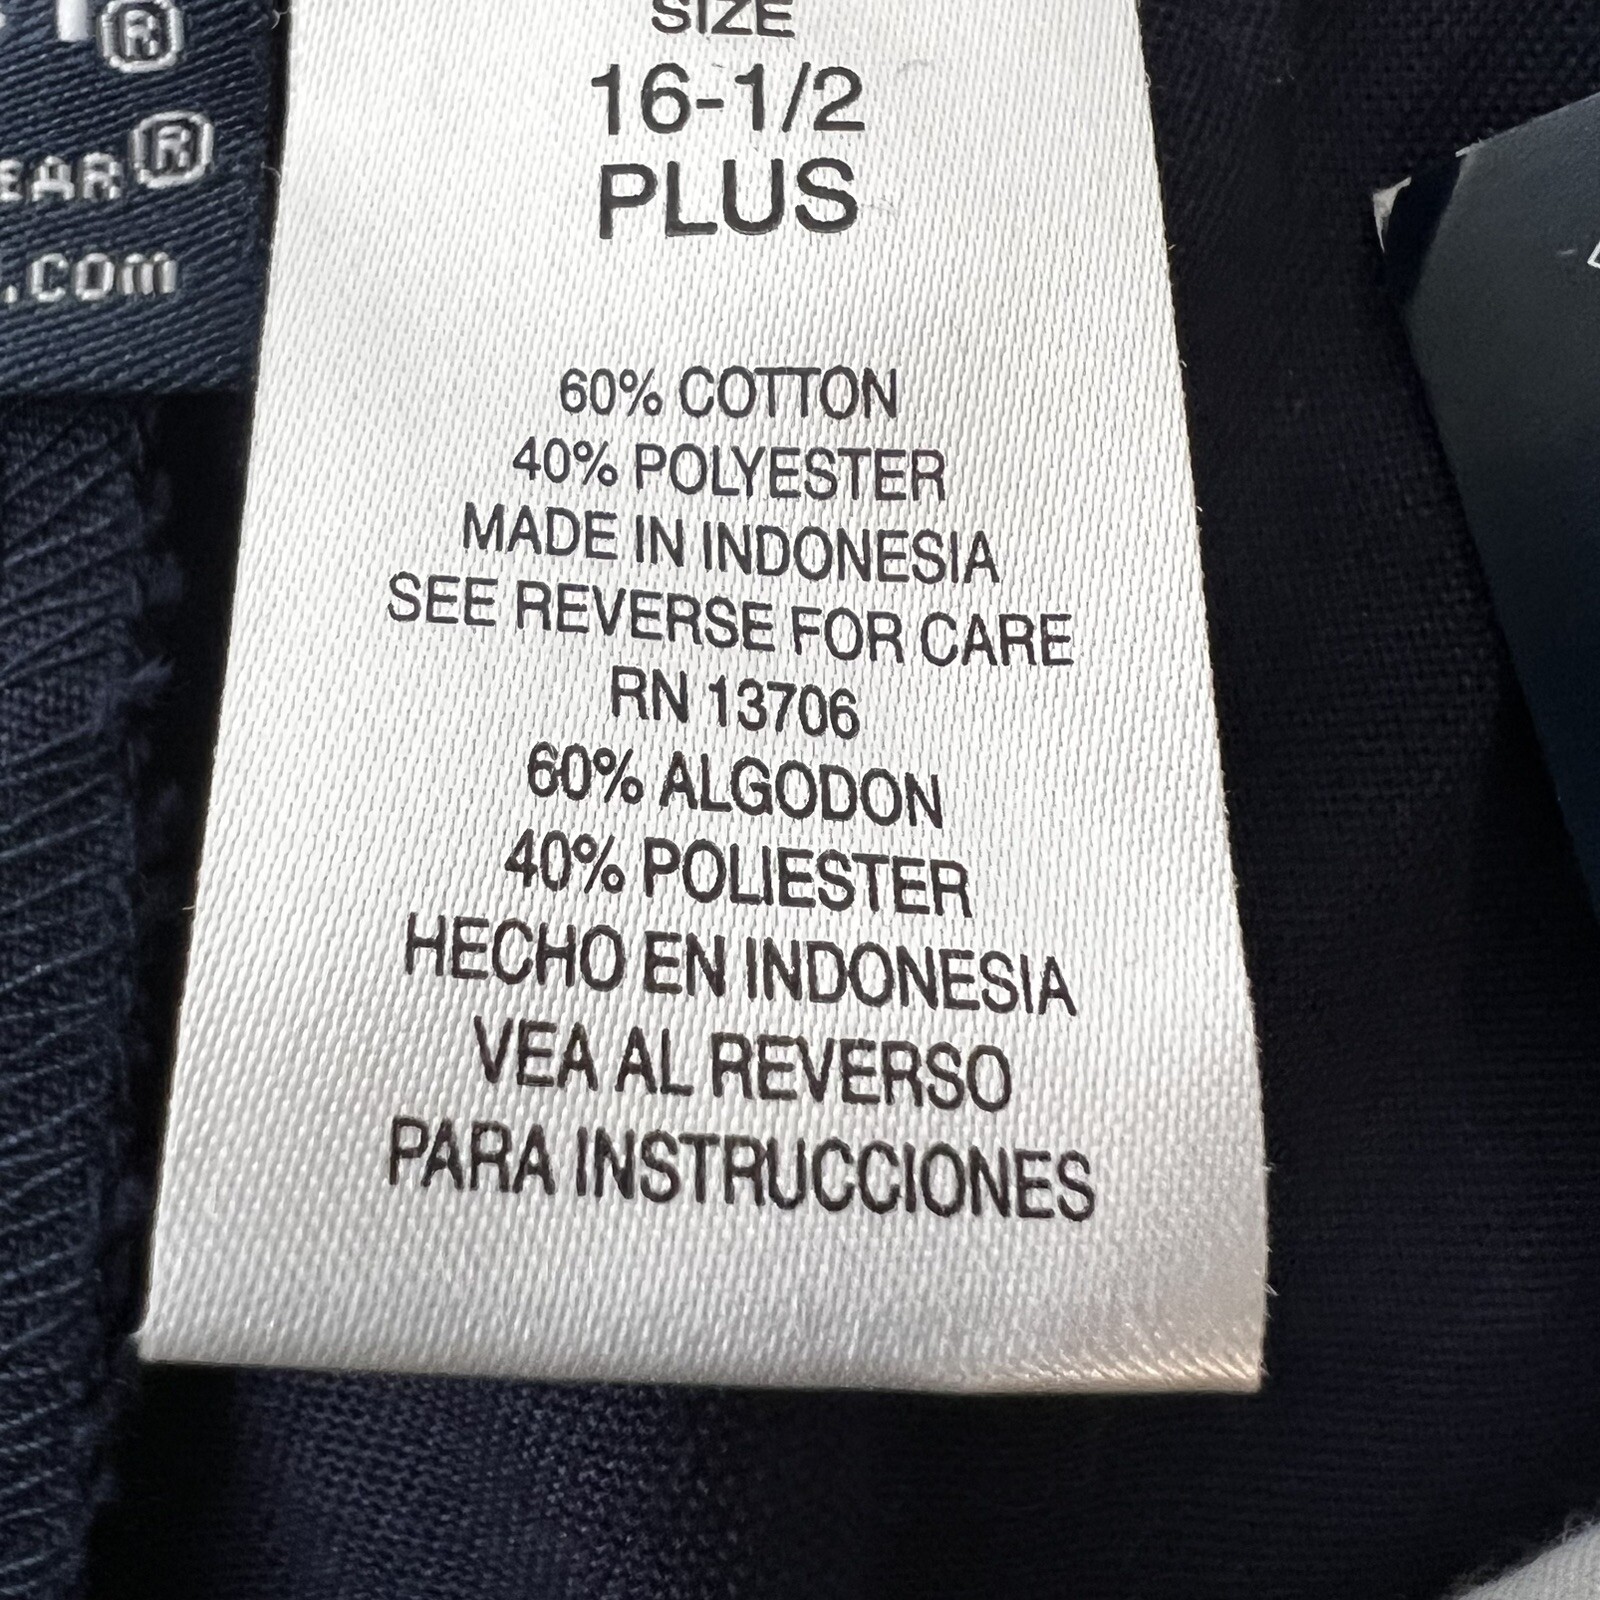 ®
EAR®
.com
SIZE
16-1/2
PLUS
60% COTTON
40% POLYESTER
MADE IN INDONESIA
SEE REVERSE FOR CARE
RN 13706
60% ALGODON
40% POLIESTER
HECHO EN INDONESIA
VEA AL REVERSO
PARA INSTRUCCIONES